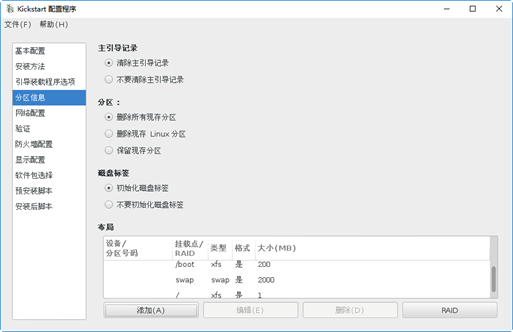 Kickstart 配置程序
文件(F) 帮助(H)
基本配置
安装方法
引导装载程序选项
分区信息
网络配置
验证
防火墙配置
显示配置
软件包选择
预安装脚本
安装后脚本
主引导记录
清除主引导记录
不要清除主引导记录
分区：
删除所有现存分区
删除现存 Linux 分区
保留现存分区
磁盘标签
初始化磁盘标签
不要初始化磁盘标签
布局
设备/
分区号码
挂载点/
RAID
类型 格式 大小(MB)
/boot xfs 是 200
swap swap 是 2000
/ xfs 是 1
添加(A) 编辑(E) 删除(D) RAID